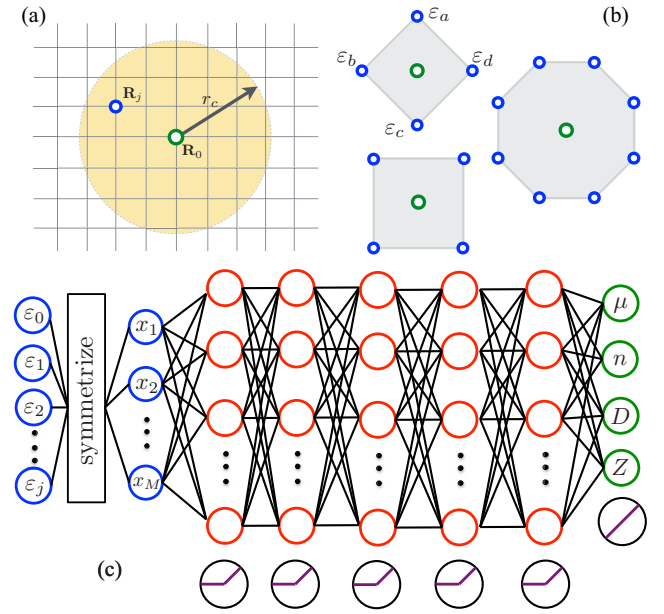 (a)
R_j
r_c
R_0
ε_a
ε_b
ε_d
ε_c
(b)
ε_0
ε_1
ε_2
ε_j
symmetrize
x_1
x_2
x_M
μ
n
D
Z
(c)